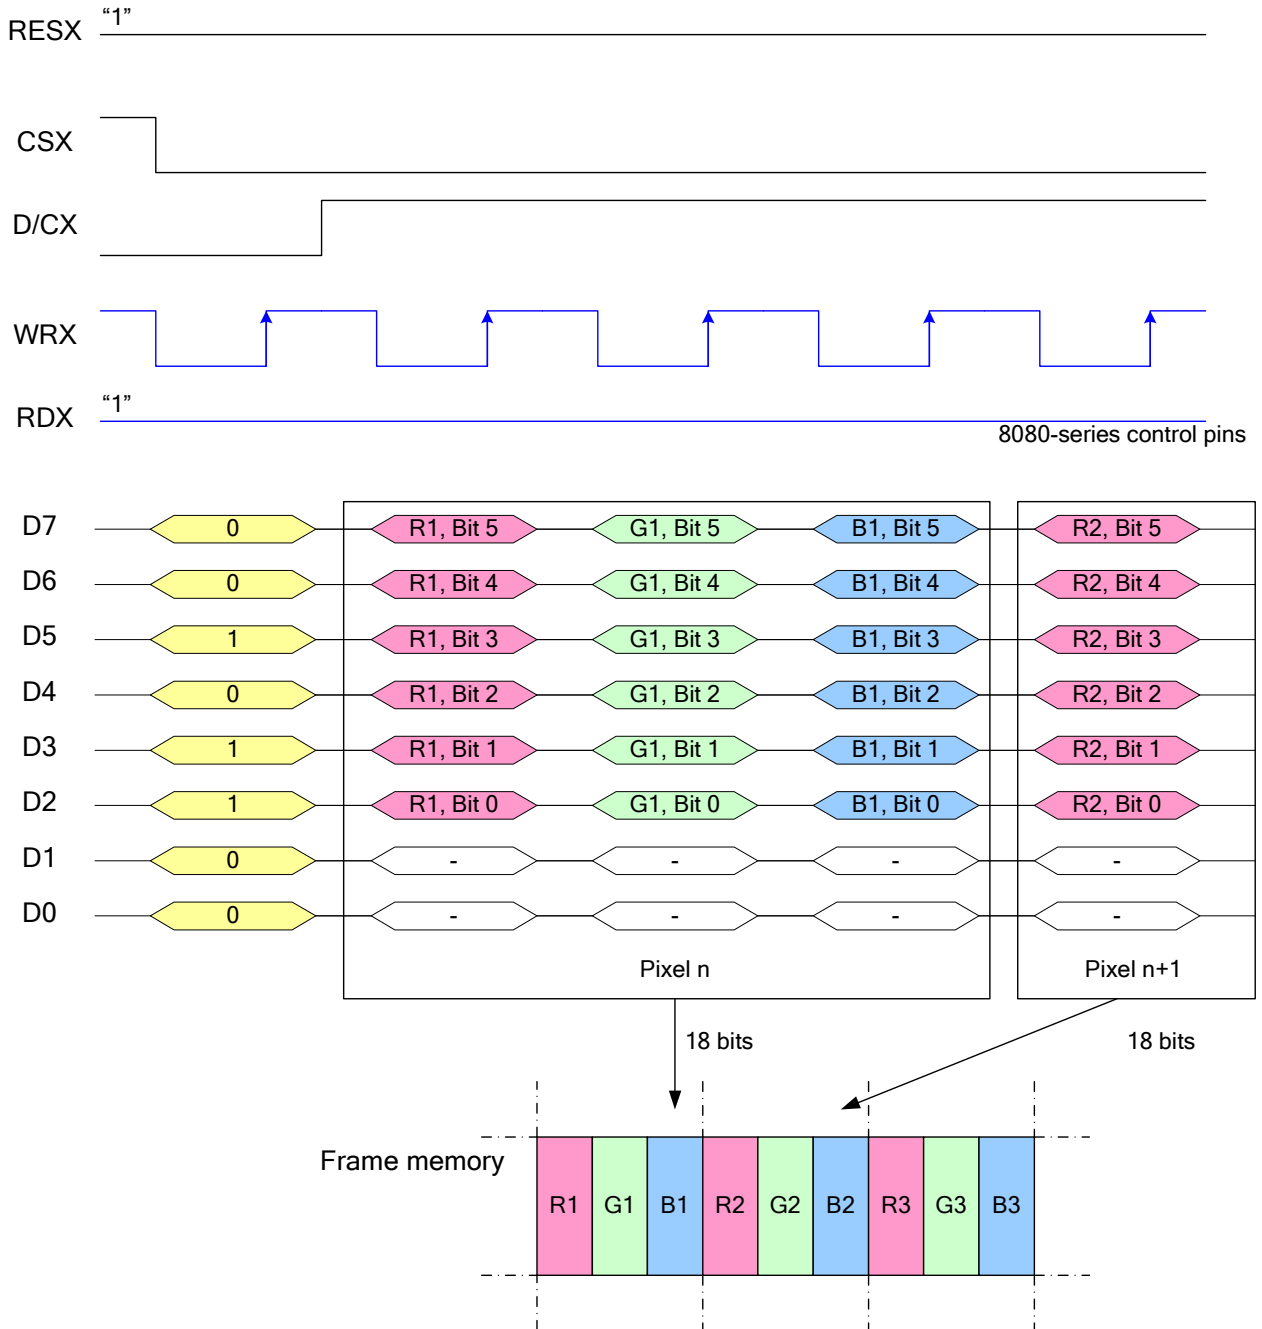 RESX “1”
CSX
D/CX
WRX
RDX “1”
8080-series control pins
D7 0 R1, Bit 5 G1, Bit 5 B1, Bit 5 R2, Bit 5
D6 0 R1, Bit 4 G1, Bit 4 B1, Bit 4 R2, Bit 4
D5 1 R1, Bit 3 G1, Bit 3 B1, Bit 3 R2, Bit 3
D4 0 R1, Bit 2 G1, Bit 2 B1, Bit 2 R2, Bit 2
D3 1 R1, Bit 1 G1, Bit 1 B1, Bit 1 R2, Bit 1
D2 1 R1, Bit 0 G1, Bit 0 B1, Bit 0 R2, Bit 0
D1 0 - - - -
D0 0 - - - -
Pixel n Pixel n+1
18 bits 18 bits
Frame memory
R1 G1 B1 R2 G2 B2 R3 G3 B3